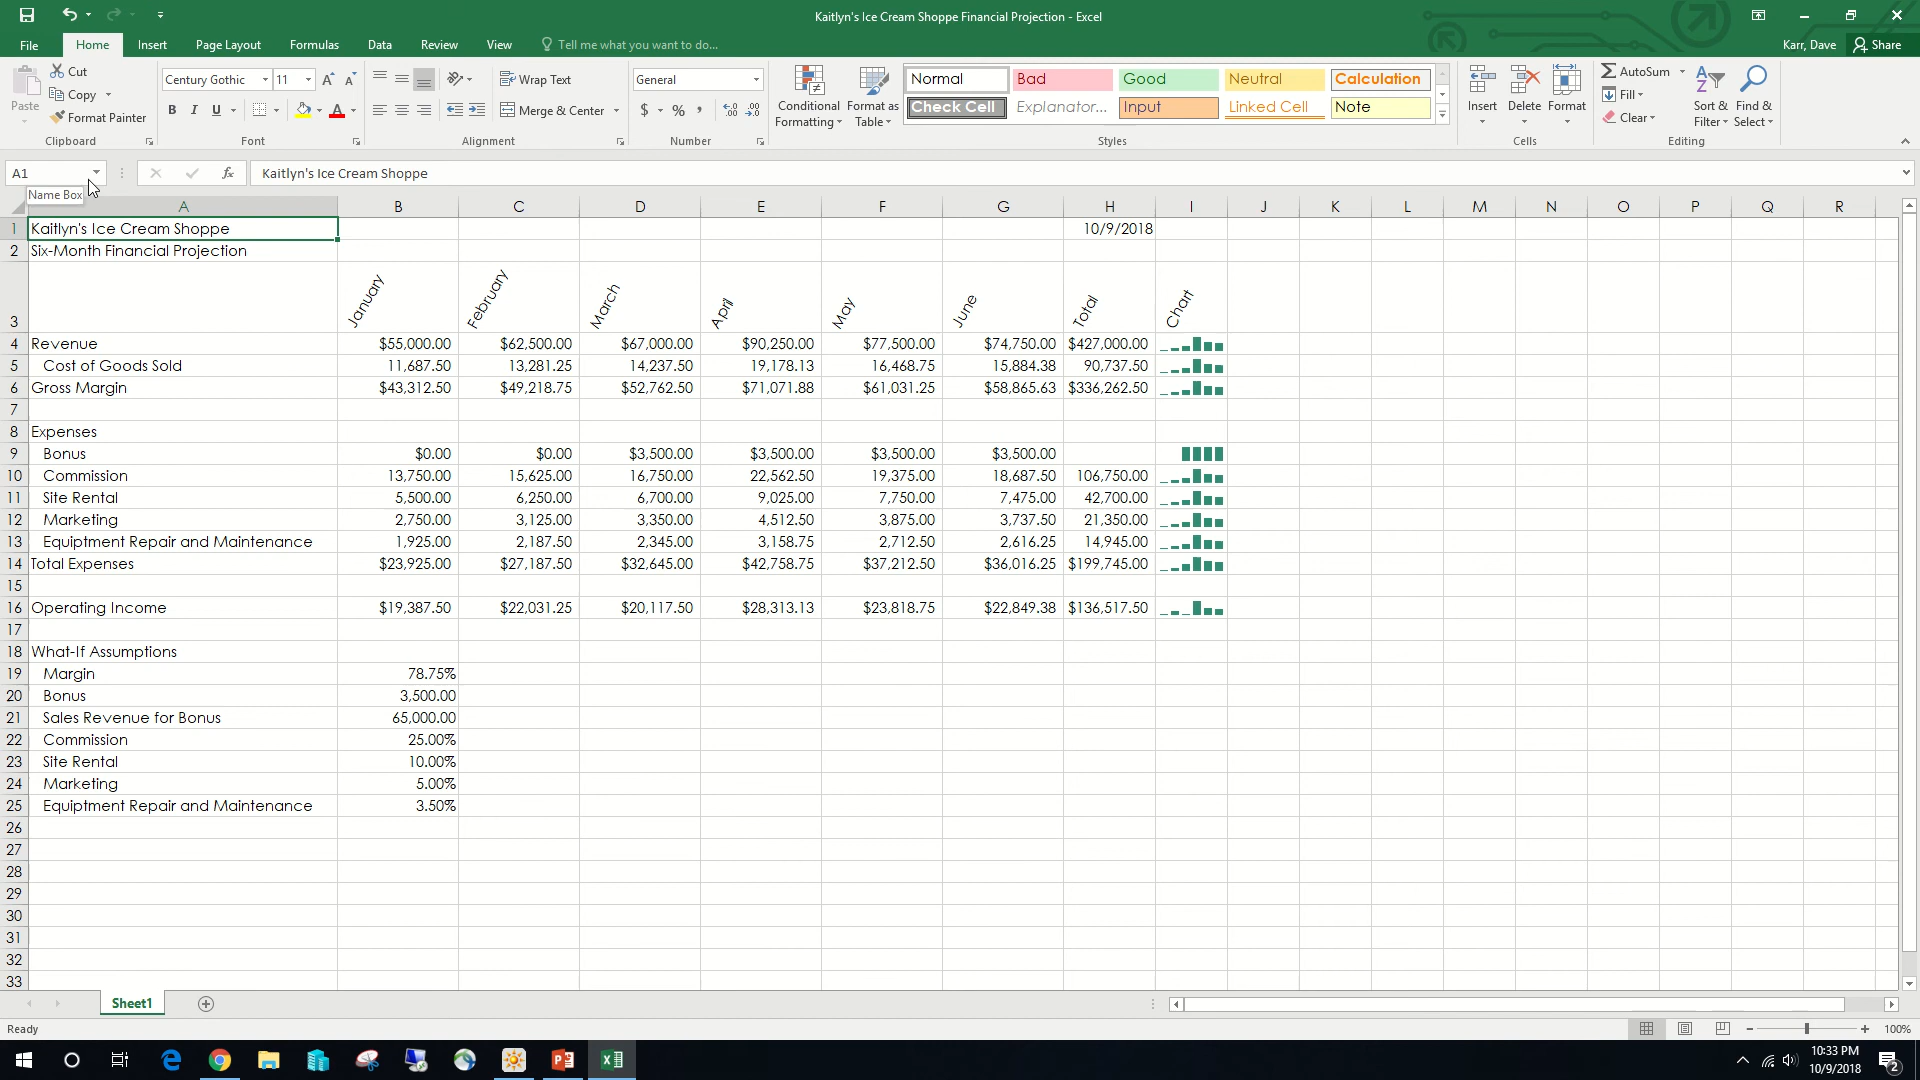 Kaitlyn's Ice Cream Shoppe Financial Projection - Excel
File Home Insert Page Layout Formulas Data Review View Tell me what you want to do... Karr, Dave Share
Cut
Copy
Format Painter
Paste
Clipboard
Century Gothic 11
B I U
Font
Wrap Text
Merge & Center
Alignment
General
$ % ,
Number
Conditional Formatting
Format as Table
Normal Bad Good Neutral Calculation
Check Cell Explanator... Input Linked Cell Note
Styles
Insert Delete Format
Cells
AutoSum
Fill
Clear
Sort & Filter
Find & Select
Editing
A1 fx Kaitlyn's Ice Cream Shoppe
Name Box
A B C D E F G H I J K L M N O P Q R
1 Kaitlyn's Ice Cream Shoppe 10/9/2018
2 Six-Month Financial Projection
3 January February March April May June Total Chart
4 Revenue $55,000.00 $62,500.00 $67,000.00 $90,250.00 $77,500.00 $74,750.00 $427,000.00
5 Cost of Goods Sold 11,687.50 13,281.25 14,237.50 19,178.13 16,468.75 15,884.38 90,737.50
6 Gross Margin $43,312.50 $49,218.75 $52,762.50 $71,071.88 $61,031.25 $58,865.63 $336,262.50
7
8 Expenses
9 Bonus $0.00 $0.00 $3,500.00 $3,500.00 $3,500.00 $3,500.00
10 Commission 13,750.00 15,625.00 16,750.00 22,562.50 19,375.00 18,687.50 106,750.00
11 Site Rental 5,500.00 6,250.00 6,700.00 9,025.00 7,750.00 7,475.00 42,700.00
12 Marketing 2,750.00 3,125.00 3,350.00 4,512.50 3,875.00 3,737.50 21,350.00
13 Equiptment Repair and Maintenance 1,925.00 2,187.50 2,345.00 3,158.75 2,712.50 2,616.25 14,945.00
14 Total Expenses $23,925.00 $27,187.50 $32,645.00 $42,758.75 $37,212.50 $36,016.25 $199,745.00
15
16 Operating Income $19,387.50 $22,031.25 $20,117.50 $28,313.13 $23,818.75 $22,849.38 $136,517.50
17
18 What-If Assumptions
19 Margin 78.75%
20 Bonus 3,500.00
21 Sales Revenue for Bonus 65,000.00
22 Commission 25.00%
23 Site Rental 10.00%
24 Marketing 5.00%
25 Equiptment Repair and Maintenance 3.50%
26
27
28
29
30
31
32
33
Sheet1
Ready 100%
10:33 PM
10/9/2018
2